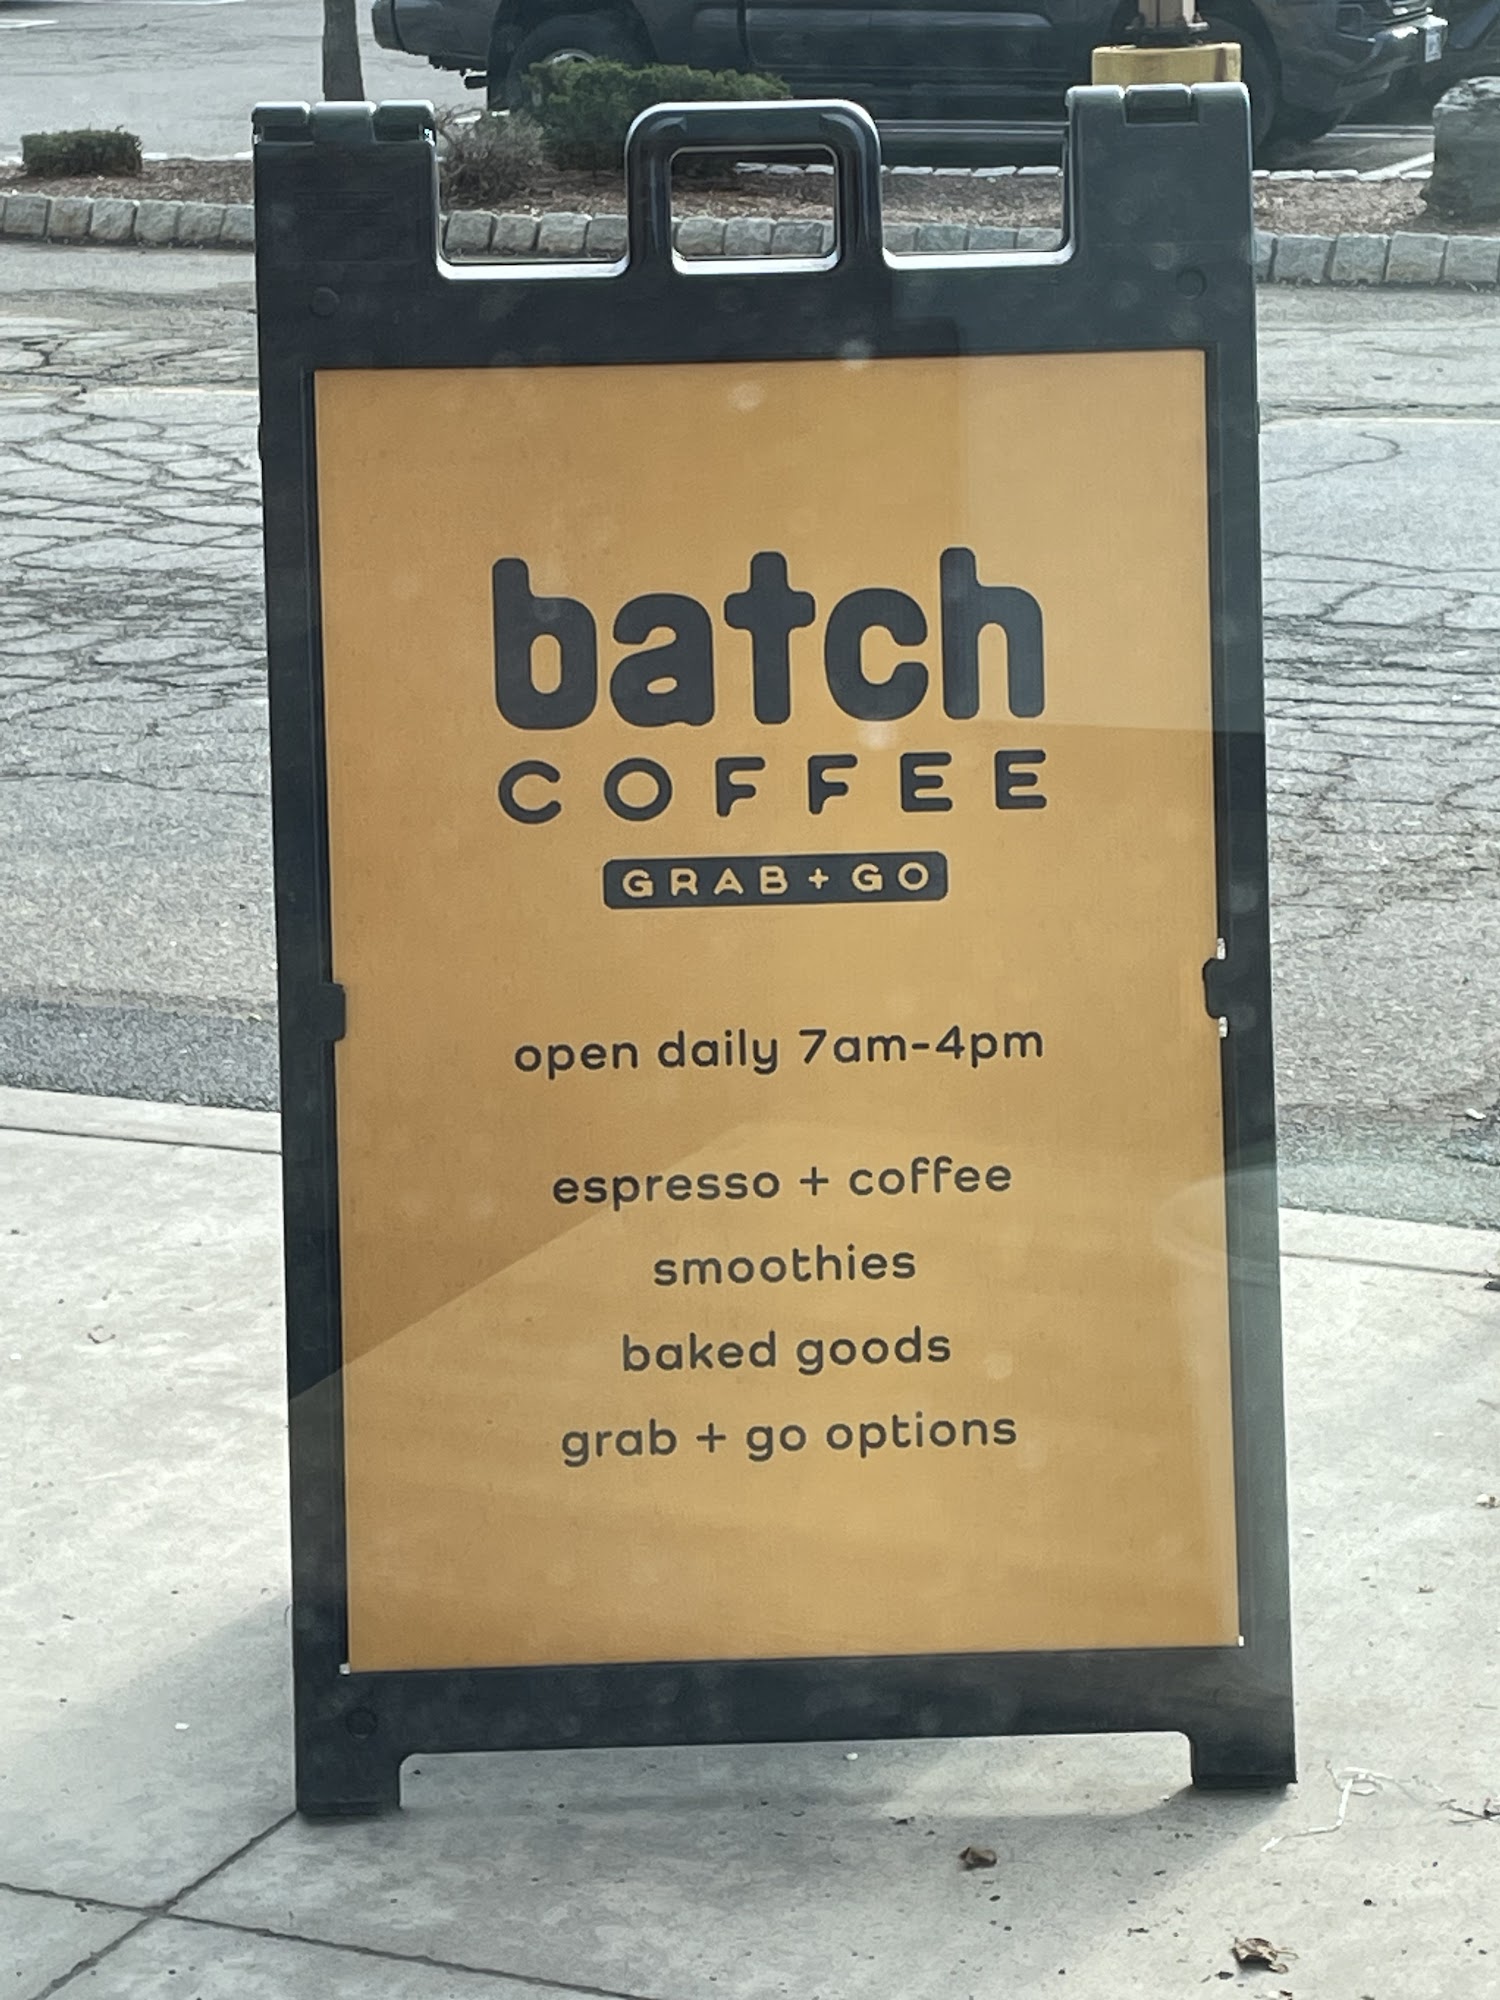 batch
COFFEE
GRAB + GO
open daily 7am-4pm
espresso + coffee
smoothies
baked goods
grab + go options